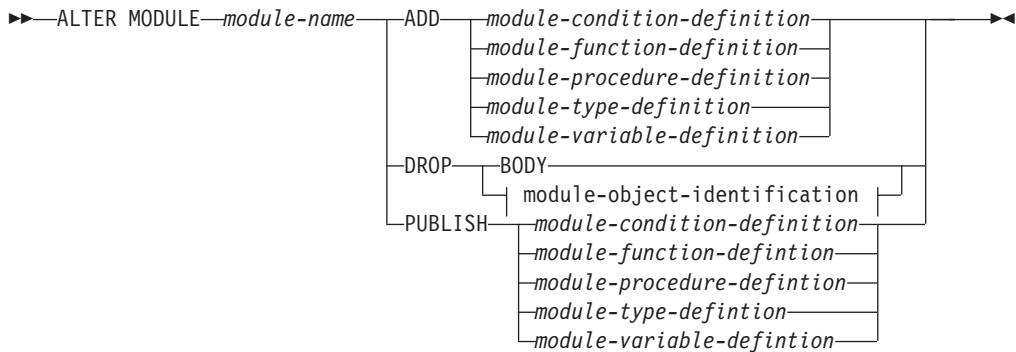 ALTER MODULE module-name ADD module-condition-definition
module-function-definition
module-procedure-definition
module-type-definition
module-variable-definition
DROP BODY
module-object-identification
PUBLISH module-condition-definition
module-function-defintion
module-procedure-defintion
module-type-defintion
module-variable-defintion